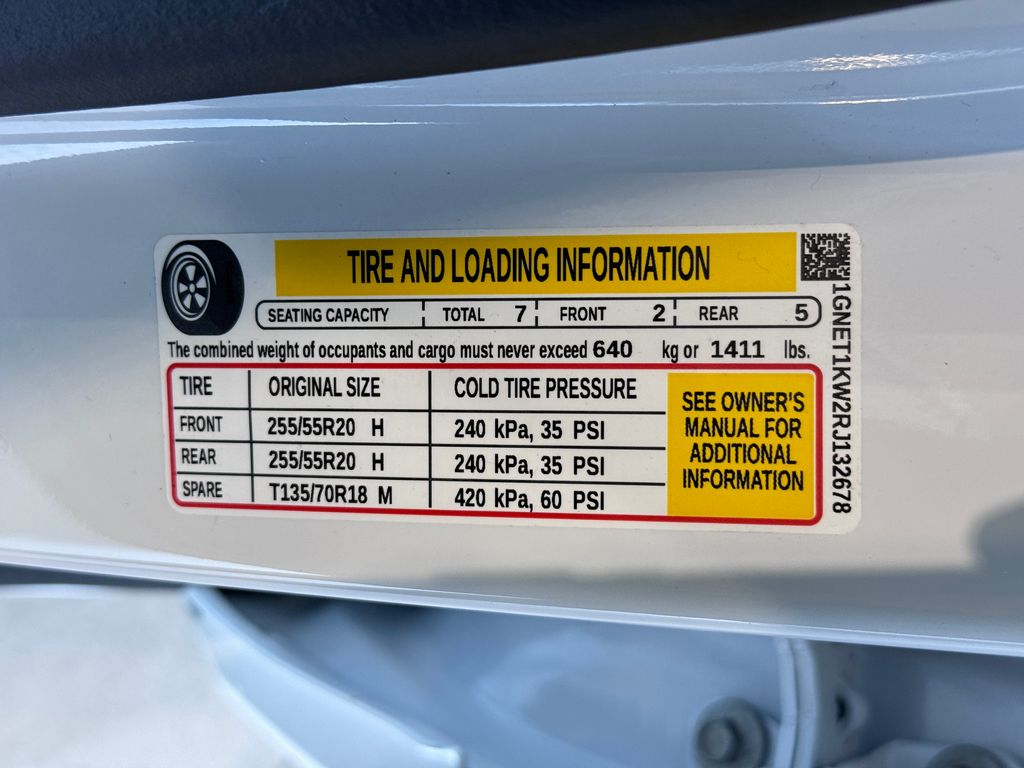 TIRE AND LOADING INFORMATION
SEATING CAPACITY TOTAL 7 FRONT 2 REAR 5
The combined weight of occupants and cargo must never exceed 640 kg or 1411 lbs.
TIRE ORIGINAL SIZE COLD TIRE PRESSURE
FRONT 255/55R20 H 240 kPa, 35 PSI
REAR 255/55R20 H 240 kPa, 35 PSI
SPARE T135/70R18 M 420 kPa, 60 PSI
SEE OWNER'S
MANUAL FOR
ADDITIONAL
INFORMATION
1GNET1KW2RJ132678